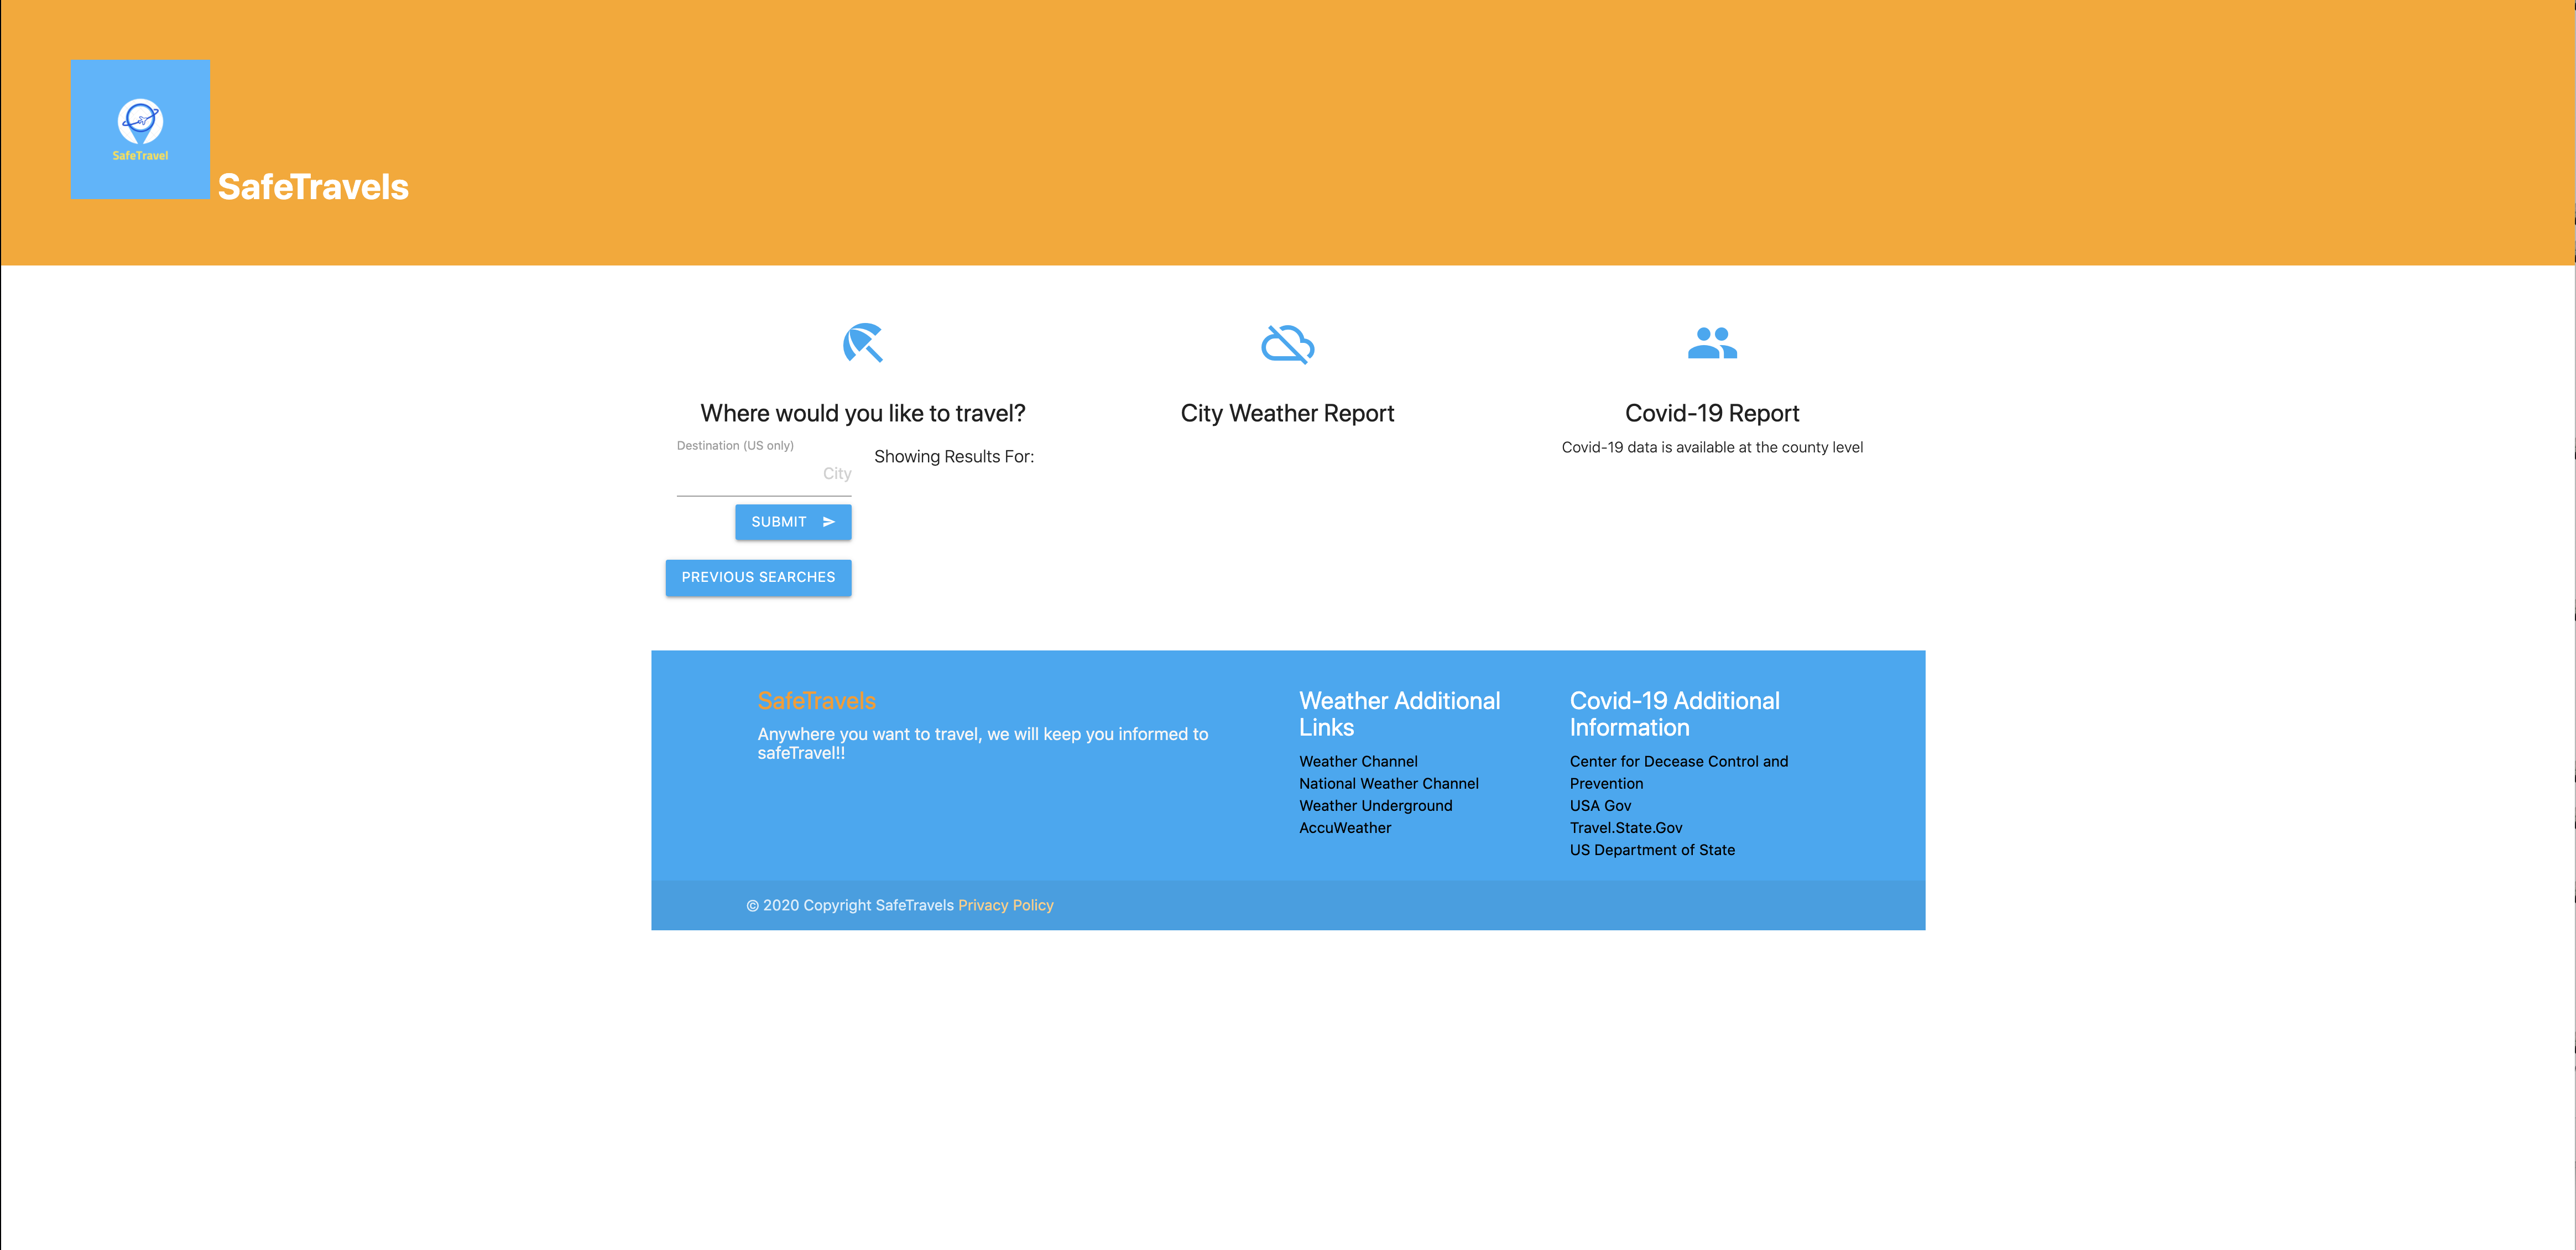 SafeTravel
SafeTravels
Where would you like to travel?
Destination (US only)
City
SUBMIT
PREVIOUS SEARCHES
Showing Results For:
City Weather Report
Covid-19 Report
Covid-19 data is available at the county level
SafeTravels
Anywhere you want to travel, we will keep you informed to
safeTravel!!
Weather Additional
Links
Weather Channel
National Weather Channel
Weather Underground
AccuWeather
Covid-19 Additional
Information
Center for Decease Control and
Prevention
USA Gov
Travel.State.Gov
US Department of State
© 2020 Copyright SafeTravels Privacy Policy